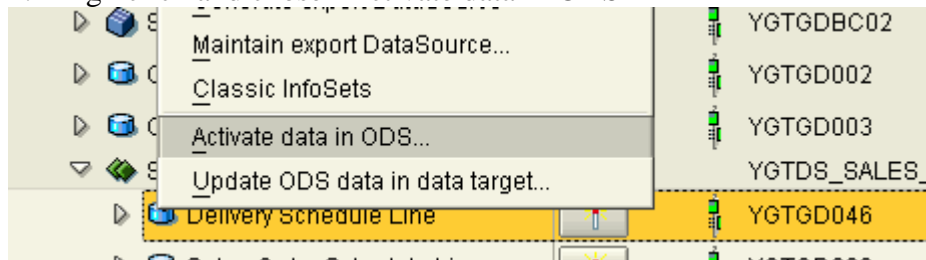 YGTGDBC02
Maintain export DataSource...
Classic InfoSets
YGTGD002
Activate data in ODS...
YGTGD003
Update ODS data in data target...
YGTDS_SALES_
Delivery Schedule Line
YGTGD046